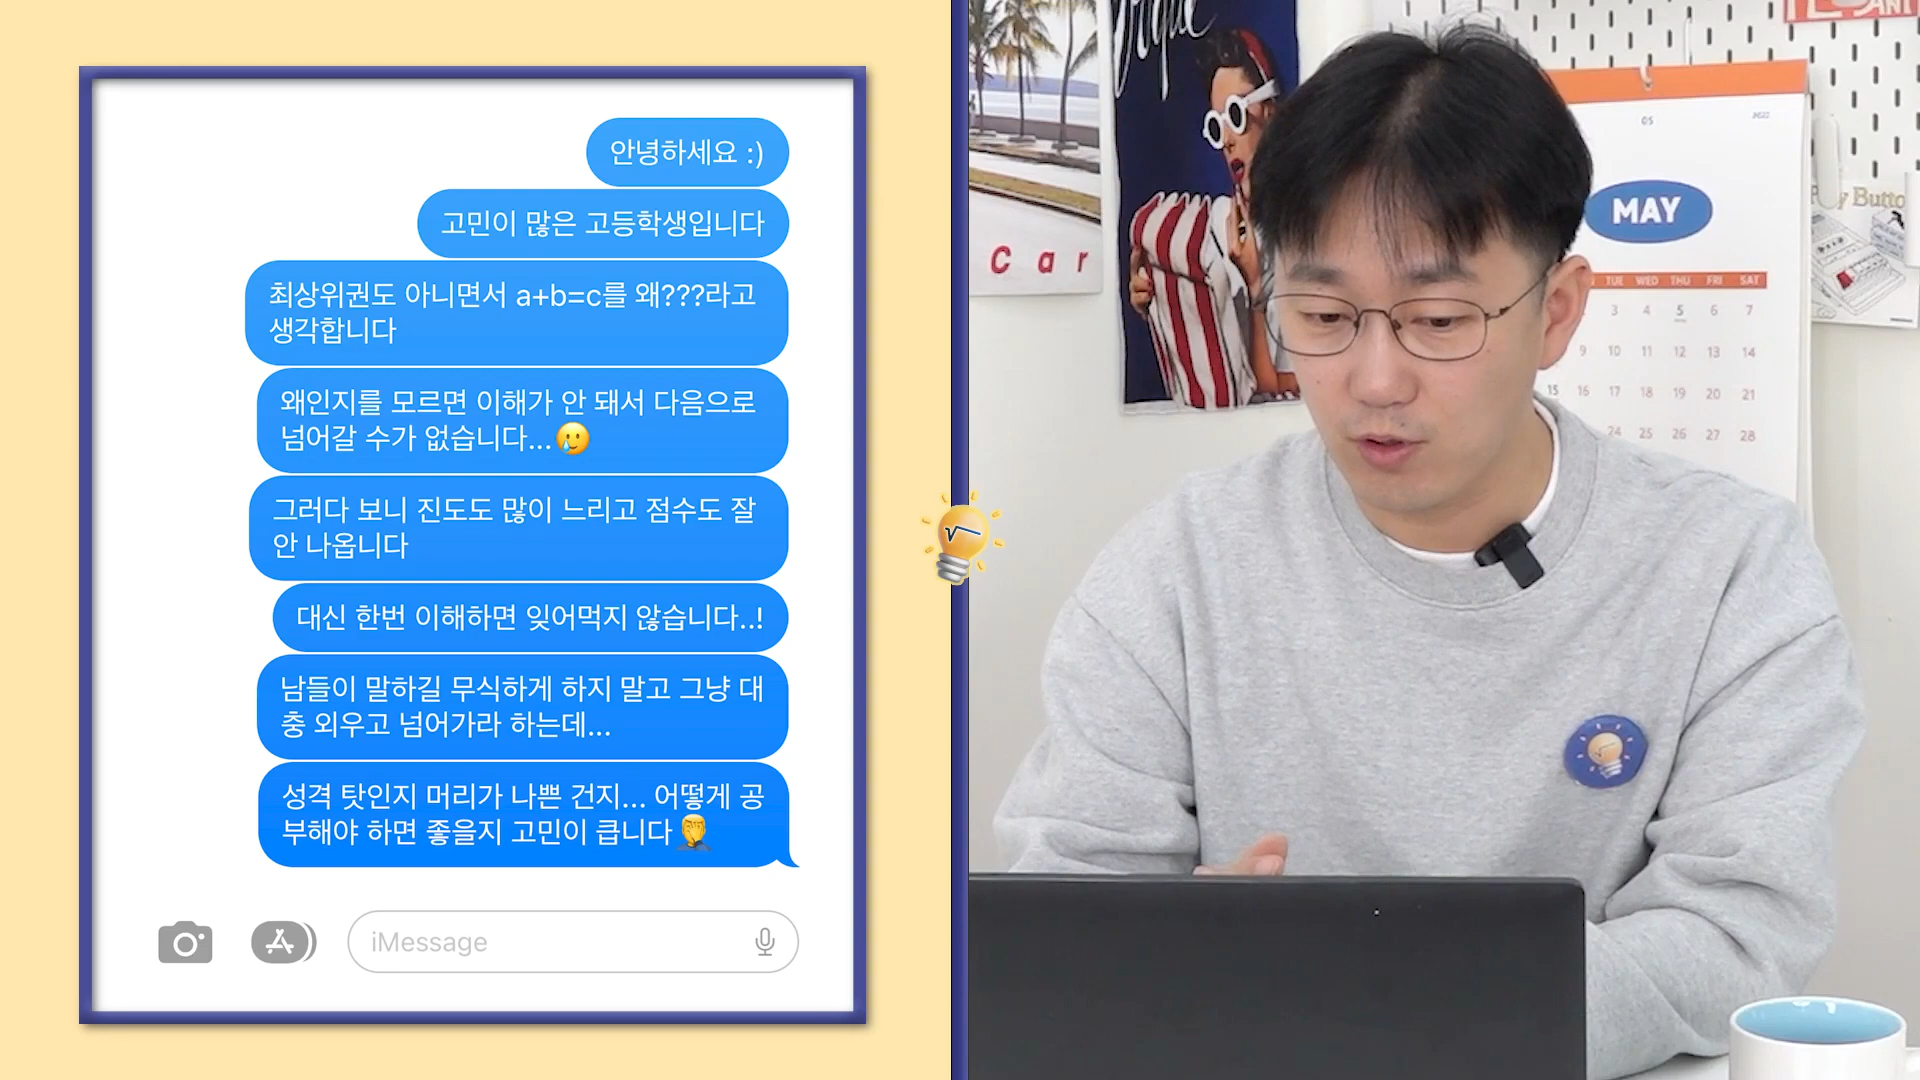 안녕하세요 :)
고민이 많은 고등학생입니다
최상위권도 아니면서 a+b=c를 왜???라고
생각합니다
왜인지를 모르면 이해가 안 돼서 다음으로
넘어갈 수가 없습니다...🥲
그러다 보니 진도도 많이 느리고 점수도 잘
안 나옵니다
대신 한번 이해하면 잊어먹지 않습니다..!
남들이 말하길 무식하게 하지 말고 그냥 대
충 외우고 넘어가라 하는데...
성격 탓인지 머리가 나쁜 건지... 어떻게 공
부해야 하면 좋을지 고민이 큽니다🤦
iMessage
Vogue
Car
05 2022
MAY
TUE WED THU FRI SAT
3 4 5 6 7
9 10 11 12 13 14
15 16 17 18 19 20 21
24 25 26 27 28
Button